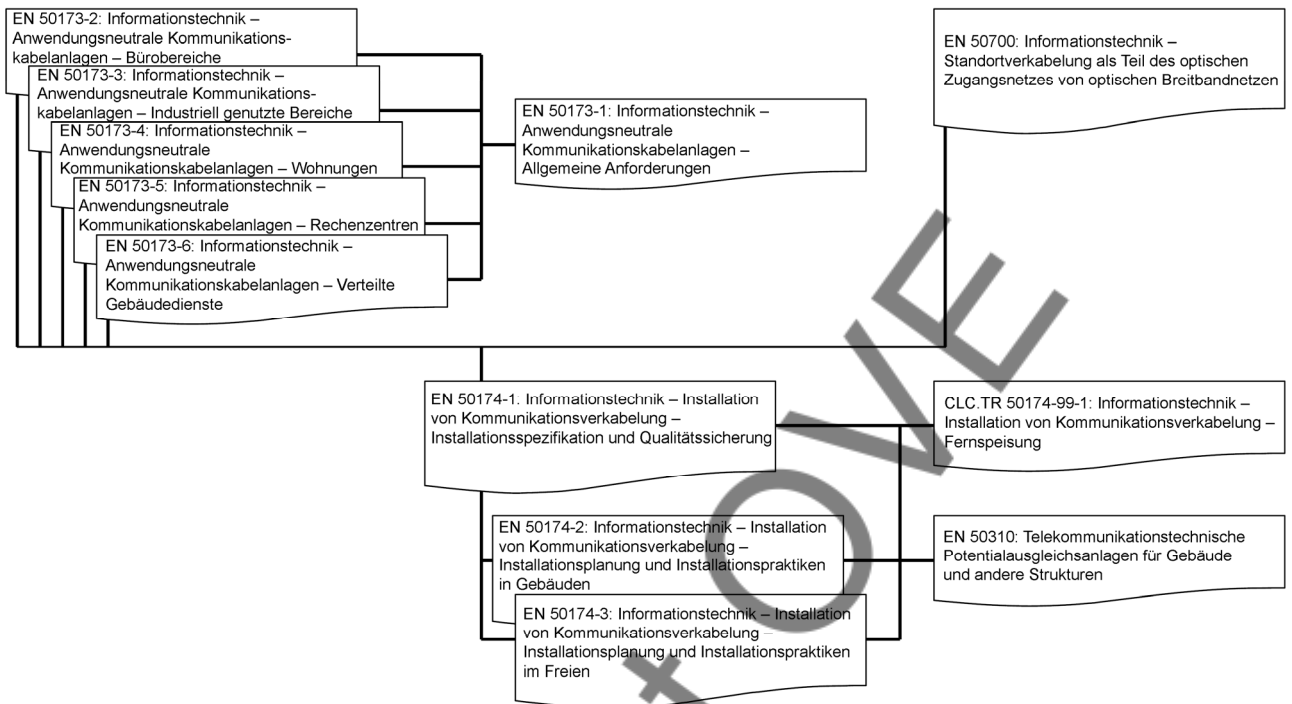 EN 50173-2: Informationstechnik –
Anwendungsneutrale Kommunikations-
kabelanlagen – Bürobereiche
EN 50173-3: Informationstechnik –
Anwendungsneutrale Kommunikations-
kabelanlagen – Industriell genutzte Bereiche
EN 50173-4: Informationstechnik –
Anwendungsneutrale
Kommunikationskabelanlagen – Wohnungen
EN 50173-5: Informationstechnik –
Anwendungsneutrale
Kommunikationskabelanlagen – Rechenzentren
EN 50173-6: Informationstechnik –
Anwendungsneutrale
Kommunikationskabelanlagen – Verteilte
Gebäudedienste
EN 50173-1: Informationstechnik –
Anwendungsneutrale
Kommunikationskabelanlagen –
Allgemeine Anforderungen
EN 50700: Informationstechnik –
Standortverkabelung als Teil des optischen
Zugangsnetzes von optischen Breitbandnetzen
EN 50174-1: Informationstechnik – Installation
von Kommunikationsverkabelung –
Installationsspezifikation und Qualitätssicherung
CLC.TR 50174-99-1: Informationstechnik –
Installation von Kommunikationsverkabelung –
Fernspeisung
EN 50174-2: Informationstechnik – Installation
von Kommunikationsverkabelung –
Installationsplanung und Installationspraktiken
in Gebäuden
EN 50310: Telekommunikationstechnische
Potentialausgleichsanlagen für Gebäude
und andere Strukturen
EN 50174-3: Informationstechnik – Installation
von Kommunikationsverkabelung –
Installationsplanung und Installationspraktiken
im Freien
OVE